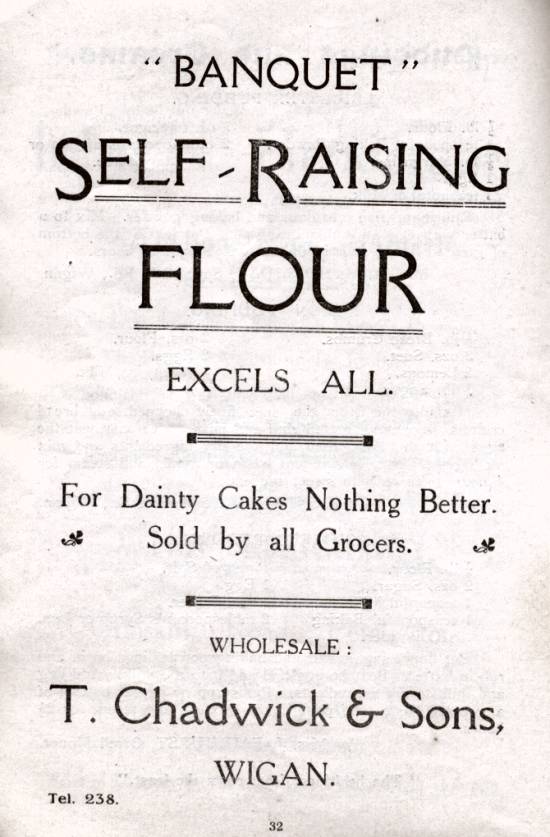 "BANQUET"
SELF-RAISING
FLOUR
EXCELS ALL.
For Dainty Cakes Nothing Better.
Sold by all Grocers.
WHOLESALE:
T. Chadwick & Sons,
WIGAN.
Tel. 238.
32